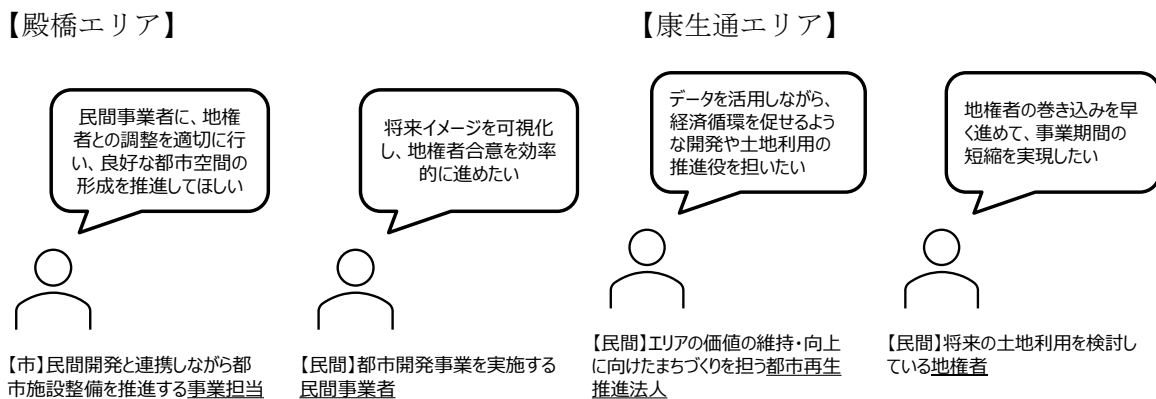 【殿橋エリア】
【康生通エリア】
民間事業者に、地権
者との調整を適切に行
い、良好な都市空間の
形成を推進してほしい
将来イメージを可視化
し、地権者合意を効率
的に進めたい
データを活用しながら、
経済循環を促せるよう
な開発や土地利用の
推進役を担いたい
地権者の巻き込みを早
く進めて、事業期間の
短縮を実現したい
【市】民間開発と連携しながら都
市施設整備を推進する事業担当
【民間】都市開発事業を実施する
民間事業者
【民間】エリアの価値の維持・向上
に向けたまちづくりを担う都市再生
推進法人
【民間】将来の土地利用を検討し
ている地権者